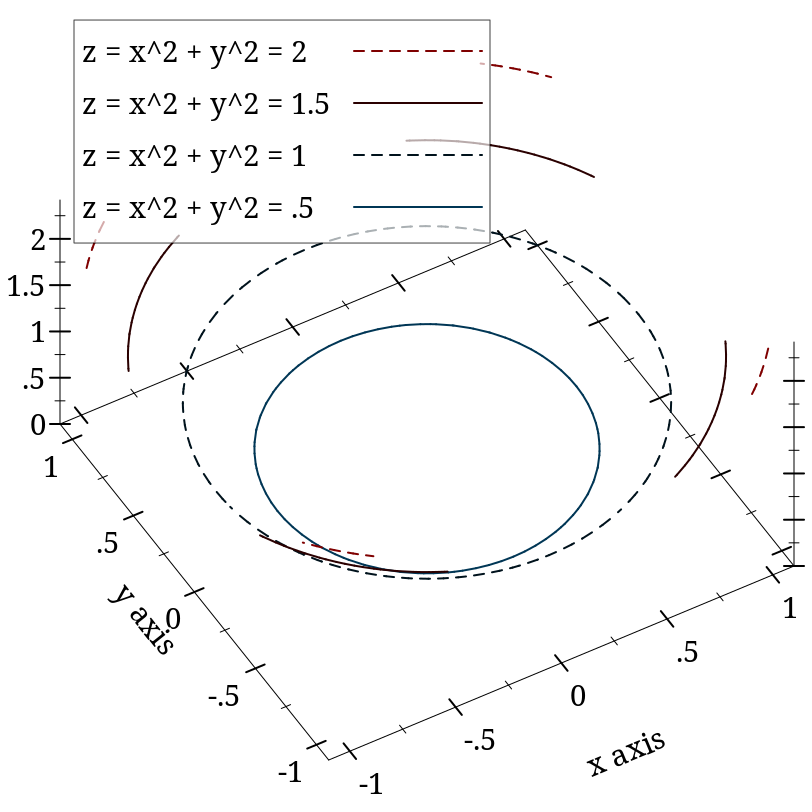 z = x^2 + y^2 = 2
z = x^2 + y^2 = 1.5
z = x^2 + y^2 = 1
z = x^2 + y^2 = .5
2
1.5
1
.5
0
1
.5
0
-.5
-1
y axis
-1
-.5
0
.5
1
x axis